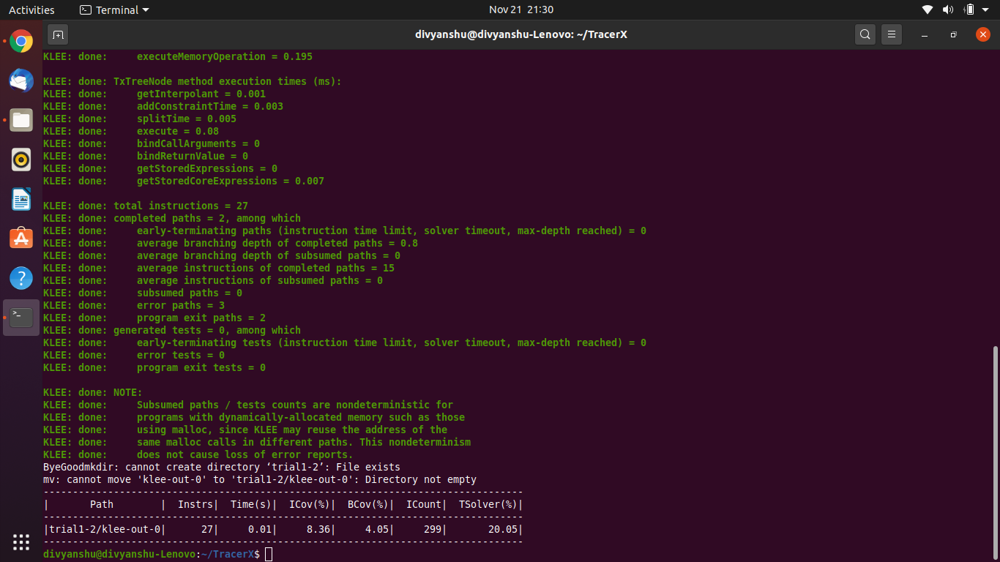 Activities Terminal Nov 21 21:30
divyanshu@divyanshu-Lenovo: ~/TracerX
KLEE: done:     executeMemoryOperation = 0.195
KLEE: done: TxTreeNode method execution times (ms):
KLEE: done:     getInterpolant = 0.001
KLEE: done:     addConstraintTime = 0.003
KLEE: done:     splitTime = 0.005
KLEE: done:     execute = 0.08
KLEE: done:     bindCallArguments = 0
KLEE: done:     bindReturnValue = 0
KLEE: done:     getStoredExpressions = 0
KLEE: done:     getStoredCoreExpressions = 0.007
KLEE: done: total instructions = 27
KLEE: done: completed paths = 2, among which
KLEE: done:     early-terminating paths (instruction time limit, solver timeout, max-depth reached) = 0
KLEE: done:     average branching depth of completed paths = 0.8
KLEE: done:     average branching depth of subsumed paths = 0
KLEE: done:     average instructions of completed paths = 15
KLEE: done:     average instructions of subsumed paths = 0
KLEE: done:     subsumed paths = 0
KLEE: done:     error paths = 3
KLEE: done:     program exit paths = 2
KLEE: done: generated tests = 0, among which
KLEE: done:     early-terminating tests (instruction time limit, solver timeout, max-depth reached) = 0
KLEE: done:     error tests = 0
KLEE: done:     program exit tests = 0
KLEE: done: NOTE:
KLEE: done:     Subsumed paths / tests counts are nondeterministic for
KLEE: done:     programs with dynamically-allocated memory such as those
KLEE: done:     using malloc, since KLEE may reuse the address of the
KLEE: done:     same malloc calls in different paths. This nondeterminism
KLEE: done:     does not cause loss of error reports.
ByeGoodmkdir: cannot create directory ‘trial1-2’: File exists
mv: cannot move 'klee-out-0' to 'trial1-2/klee-out-0': Directory not empty
----------------------------------------------------------------------------------
|       Path        |  Instrs|  Time(s)|  ICov(%)|  BCov(%)|  ICount|  TSolver(%)|
----------------------------------------------------------------------------------
|trial1-2/klee-out-0|      27|     0.01|     8.36|     4.05|     299|       20.05|
----------------------------------------------------------------------------------
divyanshu@divyanshu-Lenovo:~/TracerX$